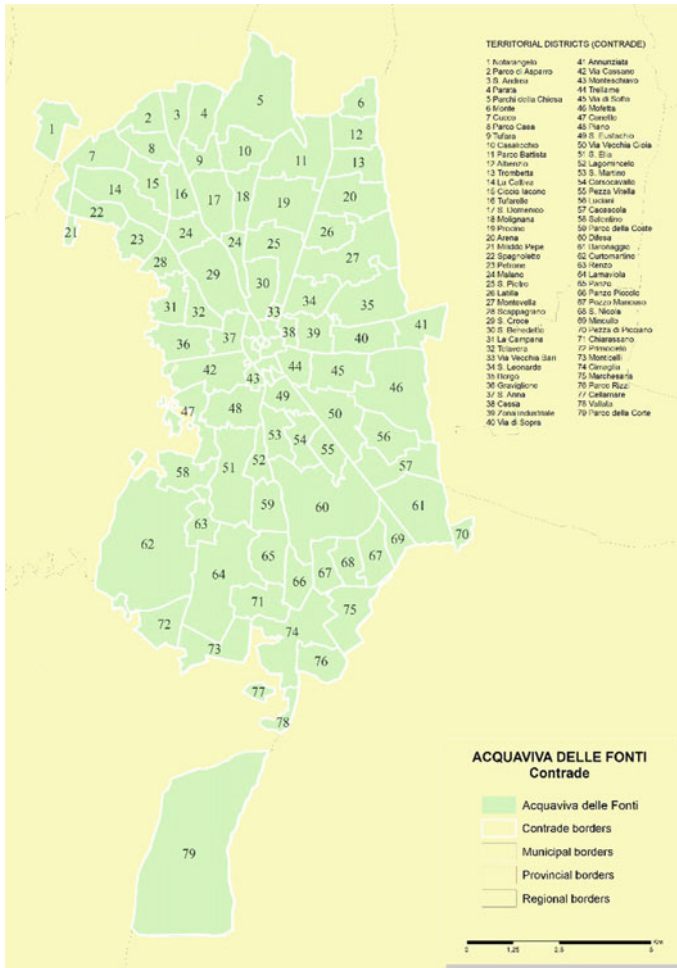 TERRITORIAL DISTRICTS (CONTRADE)
1 Notarangelo
2 Parco di Asparro
3 S. Andrea
4 Parata
5 Parchi della Chiesa
6 Monte
7 Cucco
8 Parco Casa
9 Tufara
10 Casalicchio
11 Parco Battista
12 Albenzio
13 Trombetta
14 La Cattiva
15 Ciccio Iacono
16 Tufarelle
17 S. Domenico
18 Molignana
19 Procino
20 Arena
21 Middio Pepe
22 Spagnoletto
23 Petrone
24 Malano
25 S. Pietro
26 Labilla
27 Montevella
28 Scappagrano
29 S. Croce
30 S. Benedetto
31 La Campana
32 Telavera
33 Via Vecchia Bari
34 S. Leonardo
35 Borgo
36 Graviglione
37 S. Anna
38 Cassa
39 Zona Industriale
40 Via di Sopra
41 Annunziata
42 Via Cassano
43 Monteschiavo
44 Trellame
45 Via di Sotto
46 Mofetta
47
48 Piano
49 S. Eustachio
50 Via Vecchia Gioia
51 S. Elia
52 Lagomincelo
53 S. Martino
54 Corsocavallo
55 Pezza Vitella
56 Luciani
57 Cacascola
58 Salentino
59 Parco della Coste
60 Difesa
61 Baronaggio
62 Curtomartino
63 Renzo
64 Lamaviola
65 Panzo
66 Panzo Piccolo
67 Pozzo Mancuso
68 S. Nicola
69 Mincullo
70 Pezza di Picciano
71 Chiarassano
72 Primocielo
73 Monticelli
74 Cimaglia
75 Marchesaria
76 Parco Rizzi
77 Cellamare
78 Vallata
79 Parco della Corte
5
6
1
2
3
4
12
7
8
9
10
11
13
14
15
16
17
18
19
20
21
22
23
24
24
25
26
27
28
29
30
31
32
33
34
35
36
37
38
39
40
41
42
43
44
45
46
47
48
49
50
51
52
53
54
55
56
57
58
59
60
61
62
63
64
65
66
67
68
67
69
70
71
72
73
74
75
76
77
78
79
ACQUAVIVA DELLE FONTI
Contrade
Acquaviva delle Fonti
Contrade borders
Municipal borders
Provincial borders
Regional borders
Km
0 1,25 2,5 5